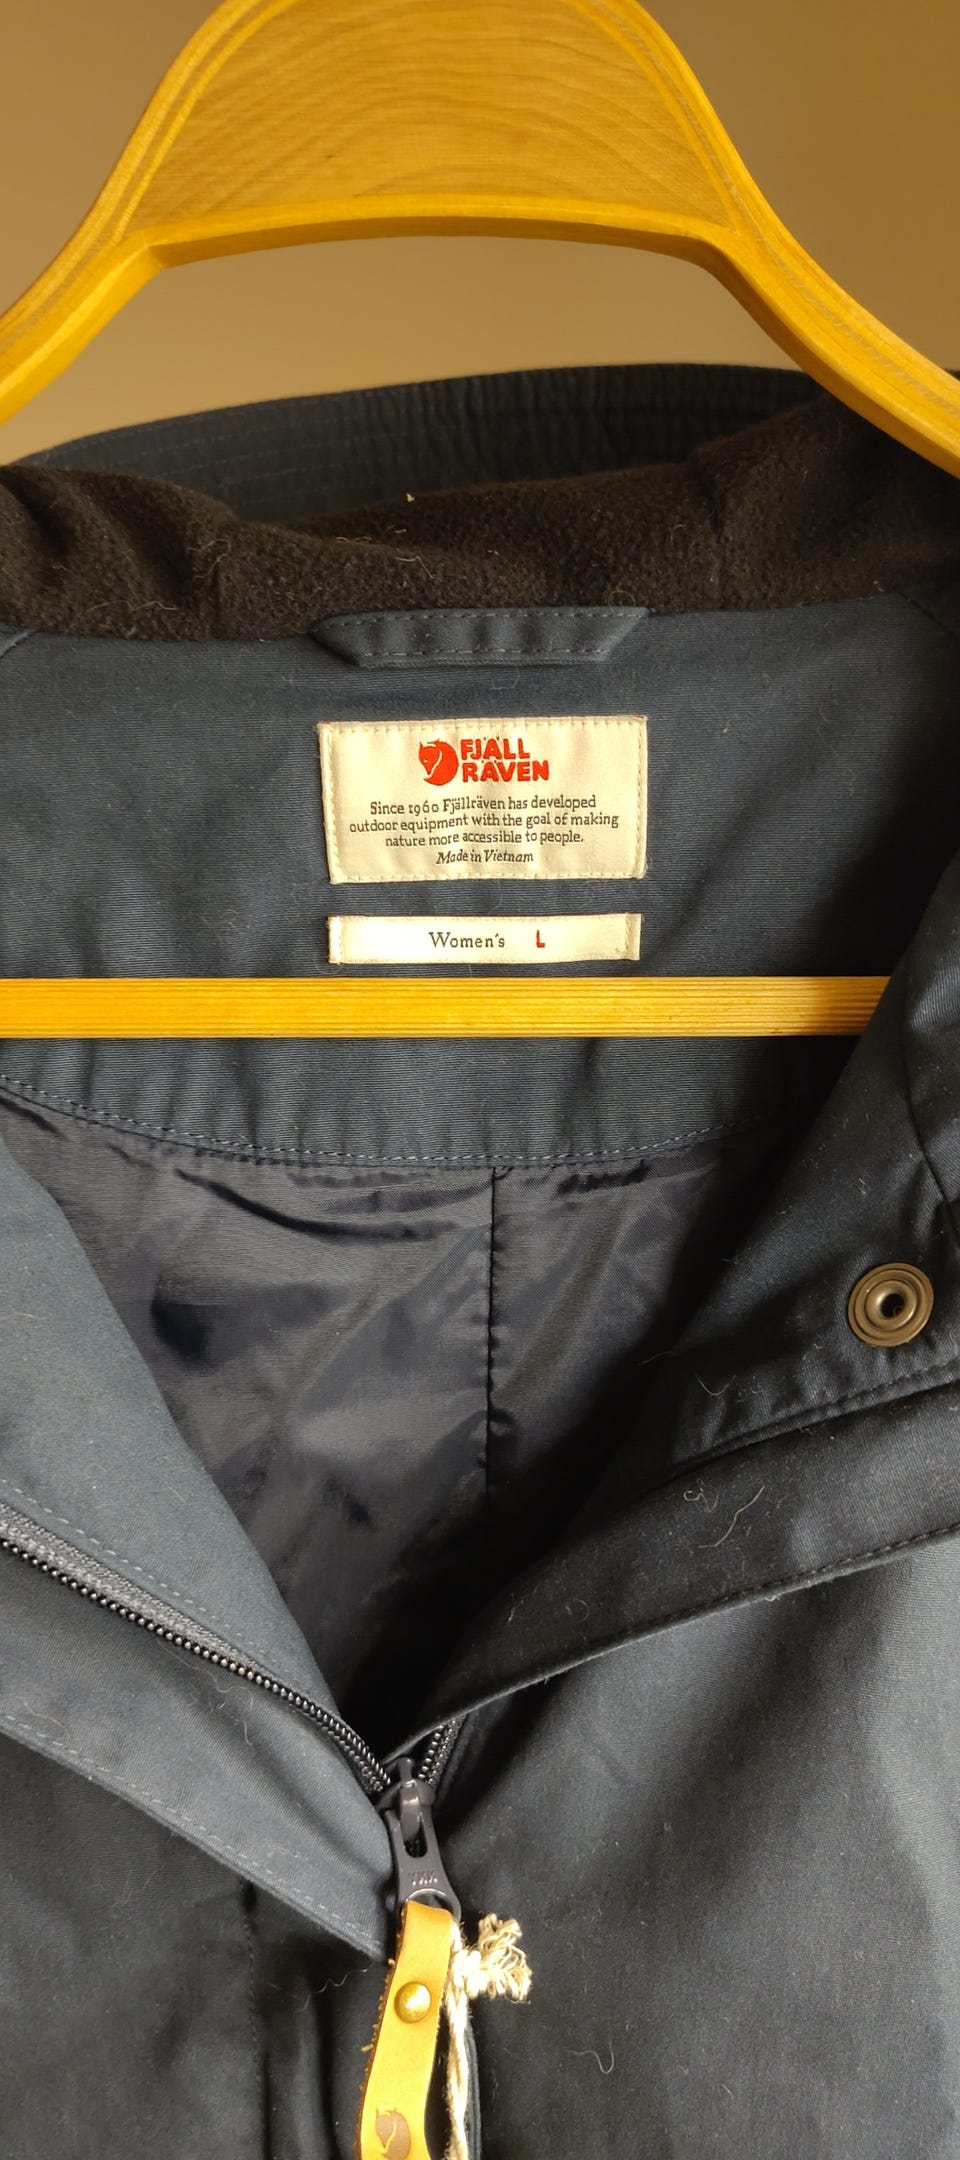 FJÄLL
RÄVEN
Since 1960 Fjällräven has developed
outdoor equipment with the goal of making
nature more accessible to people.
Made in Vietnam
Women's L
YKK